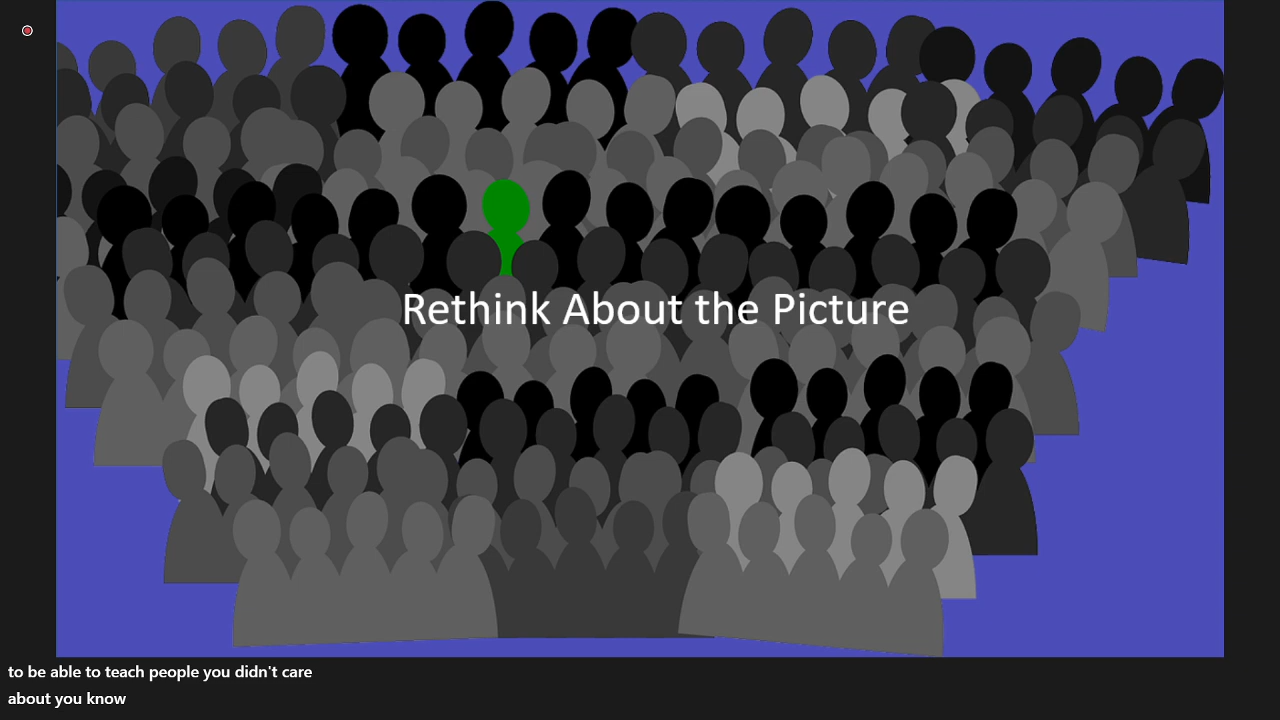 Rethink About the Picture
to be able to teach people you didn't care
about you know